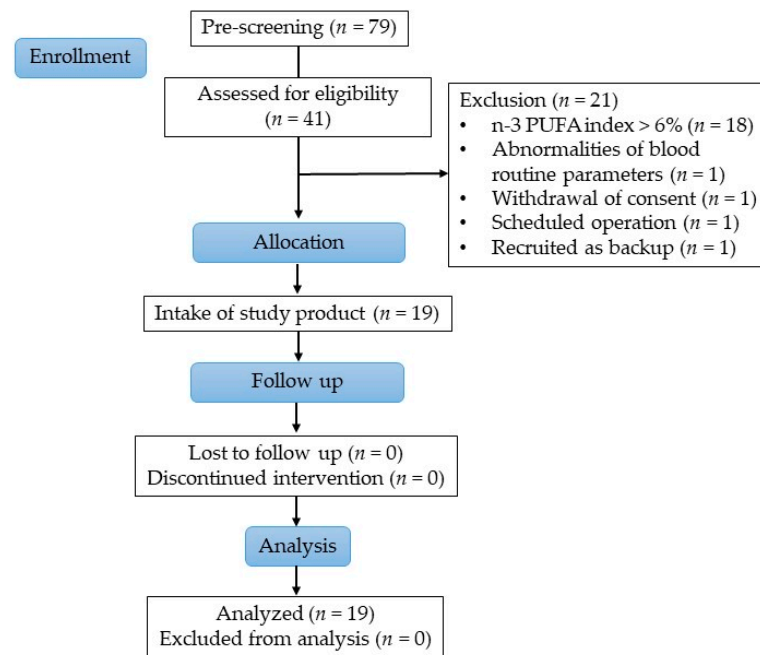 Pre-screening (n = 79)
Enrollment
Assessed for eligibility
(n = 41)
Exclusion (n = 21)
• n-3 PUFA index > 6% (n = 18)
• Abnormalities of blood
routine parameters (n = 1)
• Withdrawal of consent (n = 1)
• Scheduled operation (n = 1)
• Recruited as backup (n = 1)
Allocation
Intake of study product (n = 19)
Follow up
Lost to follow up (n = 0)
Discontinued intervention (n = 0)
Analysis
Analyzed (n = 19)
Excluded from analysis (n = 0)